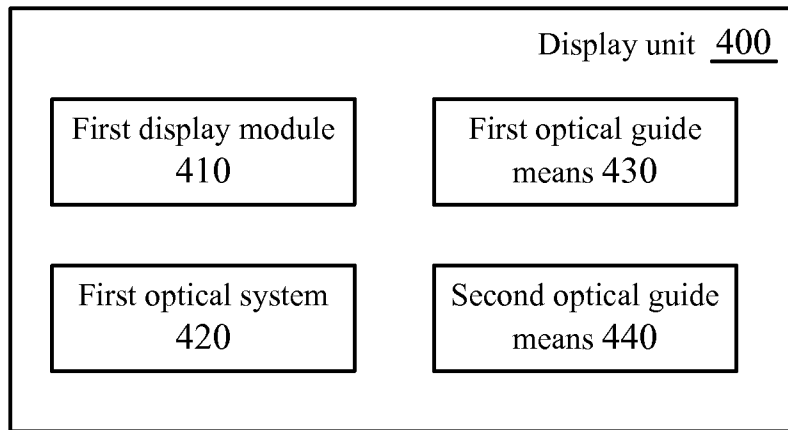 Display unit 400
First display module
410
First optical guide
means 430
First optical system
420
Second optical guide
means 440